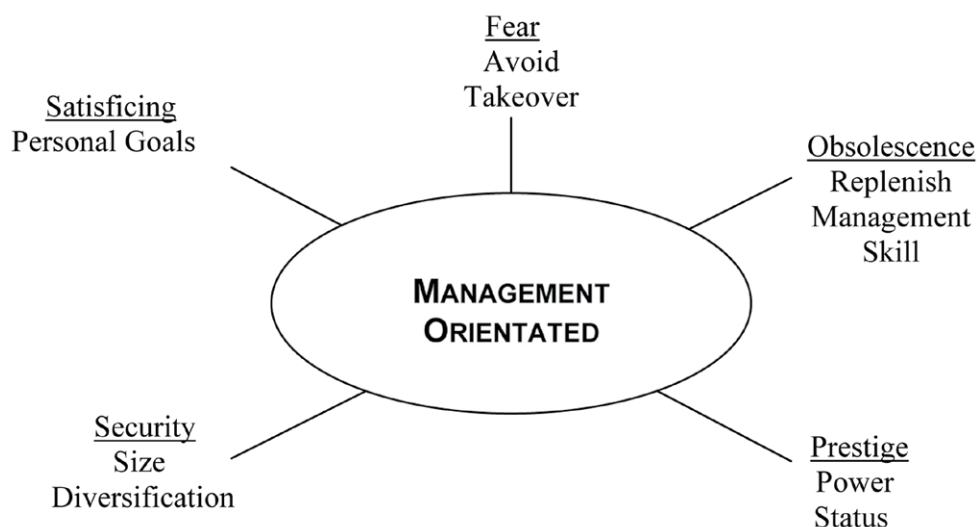 Fear
Avoid
Takeover
Satisficing
Personal Goals
Obsolescence
Replenish
Management
Skill
MANAGEMENT
ORIENTATED
Security
Size
Diversification
Prestige
Power
Status